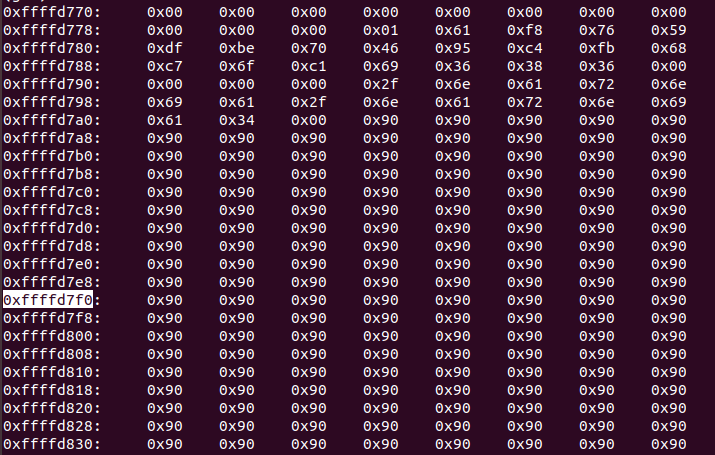 0xffffd770: 0x00 0x00 0x00 0x00 0x00 0x00 0x00 0x00
0xffffd778: 0x00 0x00 0x00 0x01 0x61 0xf8 0x76 0x59
0xffffd780: 0xdf 0xbe 0x70 0x46 0x95 0xc4 0xfb 0x68
0xffffd788: 0xc7 0x6f 0xc1 0x69 0x36 0x38 0x36 0x00
0xffffd790: 0x00 0x00 0x00 0x2f 0x6e 0x61 0x72 0x6e
0xffffd798: 0x69 0x61 0x2f 0x6e 0x61 0x72 0x6e 0x69
0xffffd7a0: 0x61 0x34 0x00 0x90 0x90 0x90 0x90 0x90
0xffffd7a8: 0x90 0x90 0x90 0x90 0x90 0x90 0x90 0x90
0xffffd7b0: 0x90 0x90 0x90 0x90 0x90 0x90 0x90 0x90
0xffffd7b8: 0x90 0x90 0x90 0x90 0x90 0x90 0x90 0x90
0xffffd7c0: 0x90 0x90 0x90 0x90 0x90 0x90 0x90 0x90
0xffffd7c8: 0x90 0x90 0x90 0x90 0x90 0x90 0x90 0x90
0xffffd7d0: 0x90 0x90 0x90 0x90 0x90 0x90 0x90 0x90
0xffffd7d8: 0x90 0x90 0x90 0x90 0x90 0x90 0x90 0x90
0xffffd7e0: 0x90 0x90 0x90 0x90 0x90 0x90 0x90 0x90
0xffffd7e8: 0x90 0x90 0x90 0x90 0x90 0x90 0x90 0x90
0xffffd7f0: 0x90 0x90 0x90 0x90 0x90 0x90 0x90 0x90
0xffffd7f8: 0x90 0x90 0x90 0x90 0x90 0x90 0x90 0x90
0xffffd800: 0x90 0x90 0x90 0x90 0x90 0x90 0x90 0x90
0xffffd808: 0x90 0x90 0x90 0x90 0x90 0x90 0x90 0x90
0xffffd810: 0x90 0x90 0x90 0x90 0x90 0x90 0x90 0x90
0xffffd818: 0x90 0x90 0x90 0x90 0x90 0x90 0x90 0x90
0xffffd820: 0x90 0x90 0x90 0x90 0x90 0x90 0x90 0x90
0xffffd828: 0x90 0x90 0x90 0x90 0x90 0x90 0x90 0x90
0xffffd830: 0x90 0x90 0x90 0x90 0x90 0x90 0x90 0x90